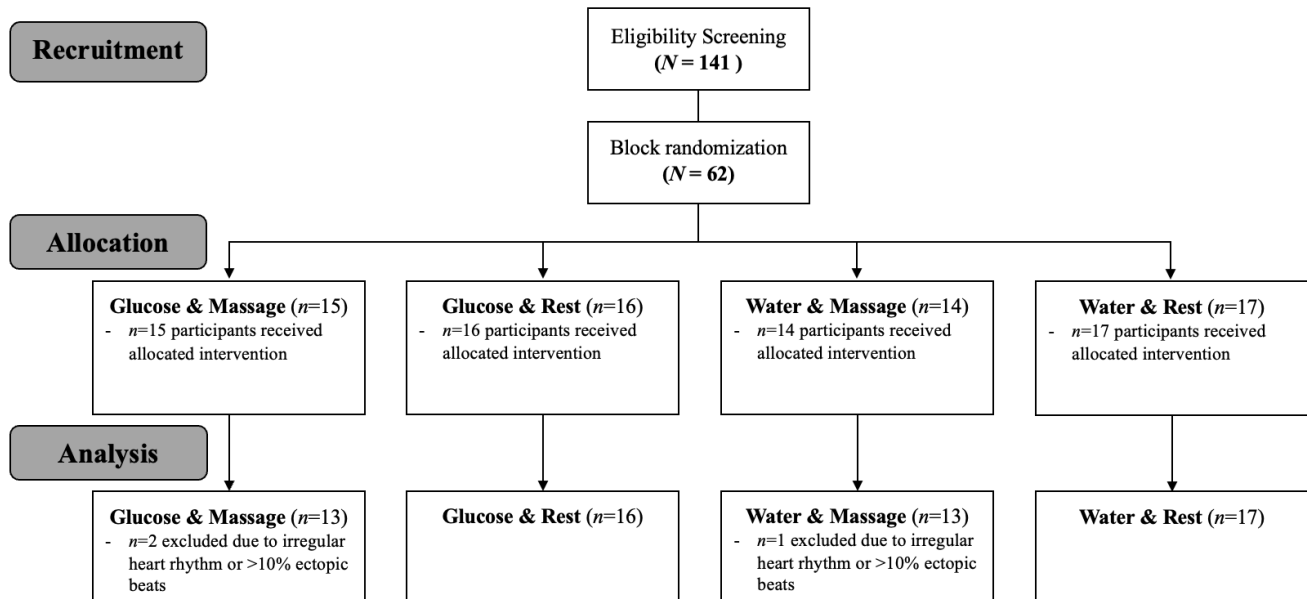 Recruitment
Eligibility Screening
(N = 141 )
Block randomization
(N = 62)
Allocation
Glucose & Massage (n=15)
- n=15 participants received
allocated intervention
Glucose & Rest (n=16)
- n=16 participants received
allocated intervention
Water & Massage (n=14)
- n=14 participants received
allocated intervention
Water & Rest (n=17)
- n=17 participants received
allocated intervention
Analysis
Glucose & Massage (n=13)
- n=2 excluded due to irregular
heart rhythm or >10% ectopic
beats
Glucose & Rest (n=16)
Water & Massage (n=13)
- n=1 excluded due to irregular
heart rhythm or >10% ectopic
beats
Water & Rest (n=17)